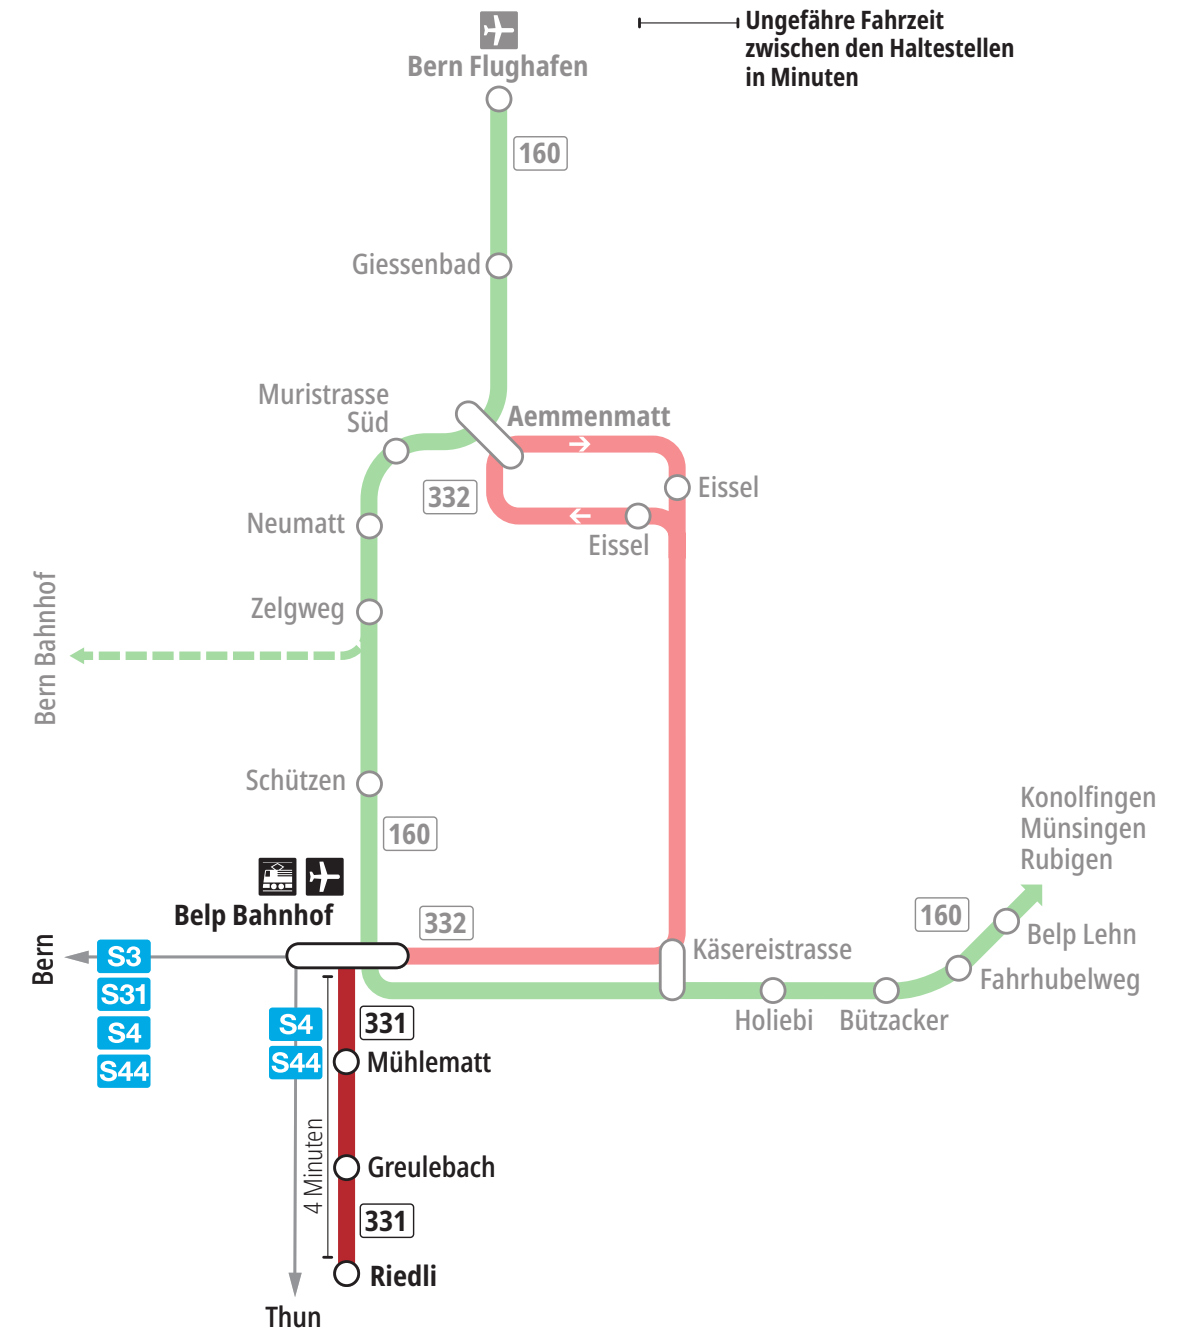 Ungefähre Fahrzeit
zwischen den Haltestellen
in Minuten
Bern Flughafen
160
Giessenbad
Muristrasse
Süd
Aemmenmatt
332
Eissel
Neumatt
Eissel
Zelgweg
Bern Bahnhof
Schützen
160
Konolfingen
Münsingen
Rubigen
Belp Bahnhof
332
160
Belp Lehn
Käsereistrasse
Fahrhubelweg
Holiebi
Bützacker
Bern
S3
S31
S4
S44
S4
S44
331
Mühlematt
4 Minuten
Greulebach
331
Riedli
Thun